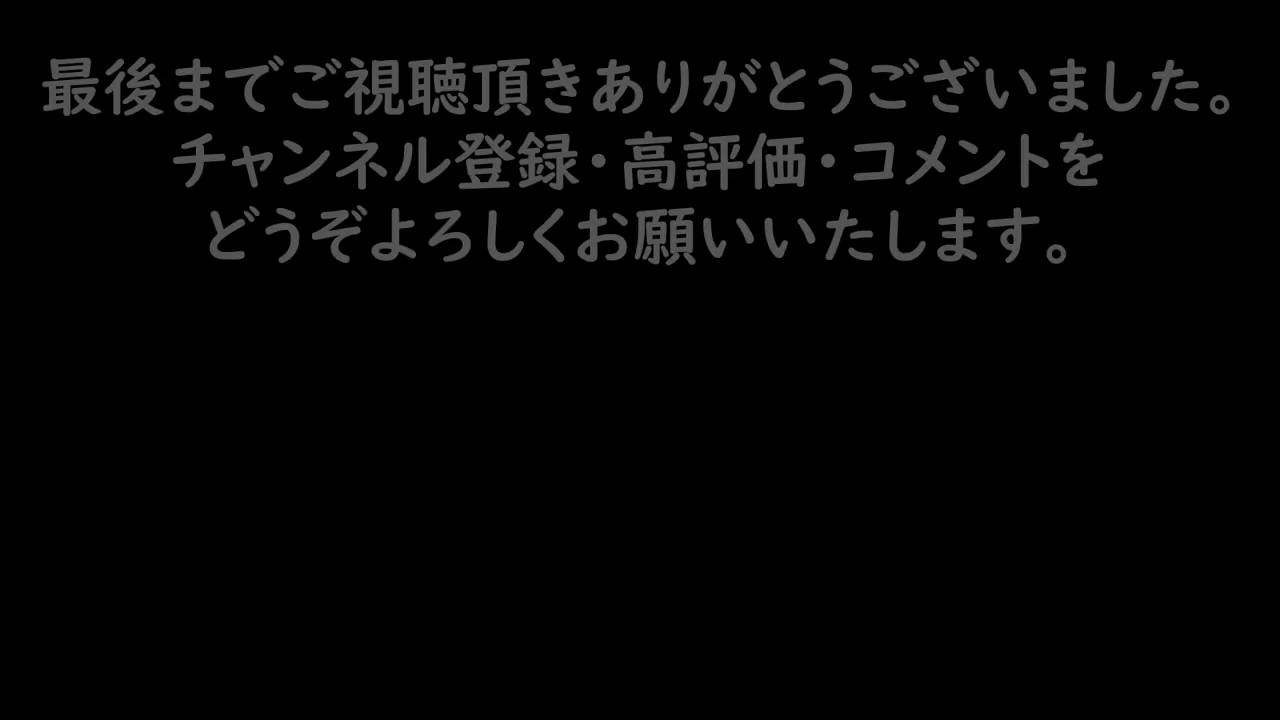 最後までご視聴頂きありがとうございました。
チャンネル登録・高評価・コメントを
どうぞよろしくお願いいたします。